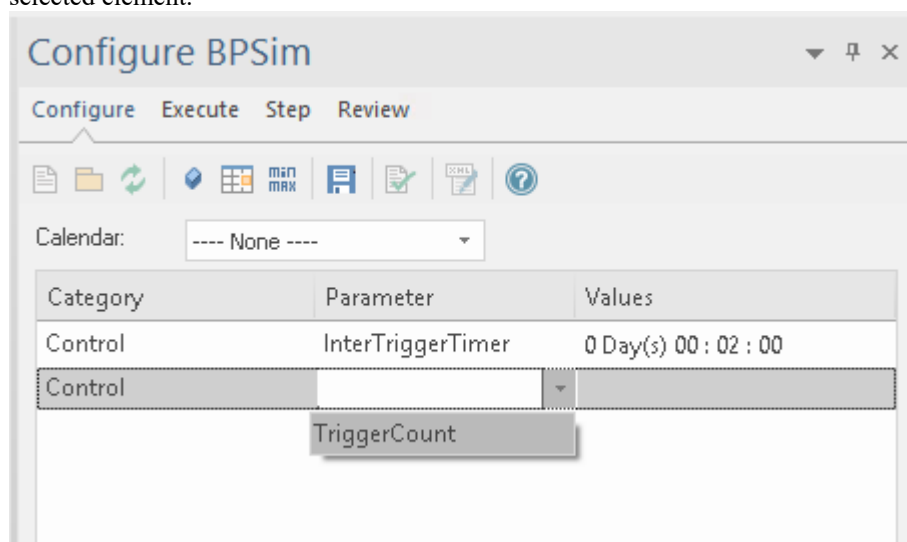 selected element.
Configure BPSim
Configure Execute Step Review
min
max
XML
Calendar: ---- None ----
Category Parameter Values
Control InterTriggerTimer 0 Day(s) 00 : 02 : 00
Control
TriggerCount